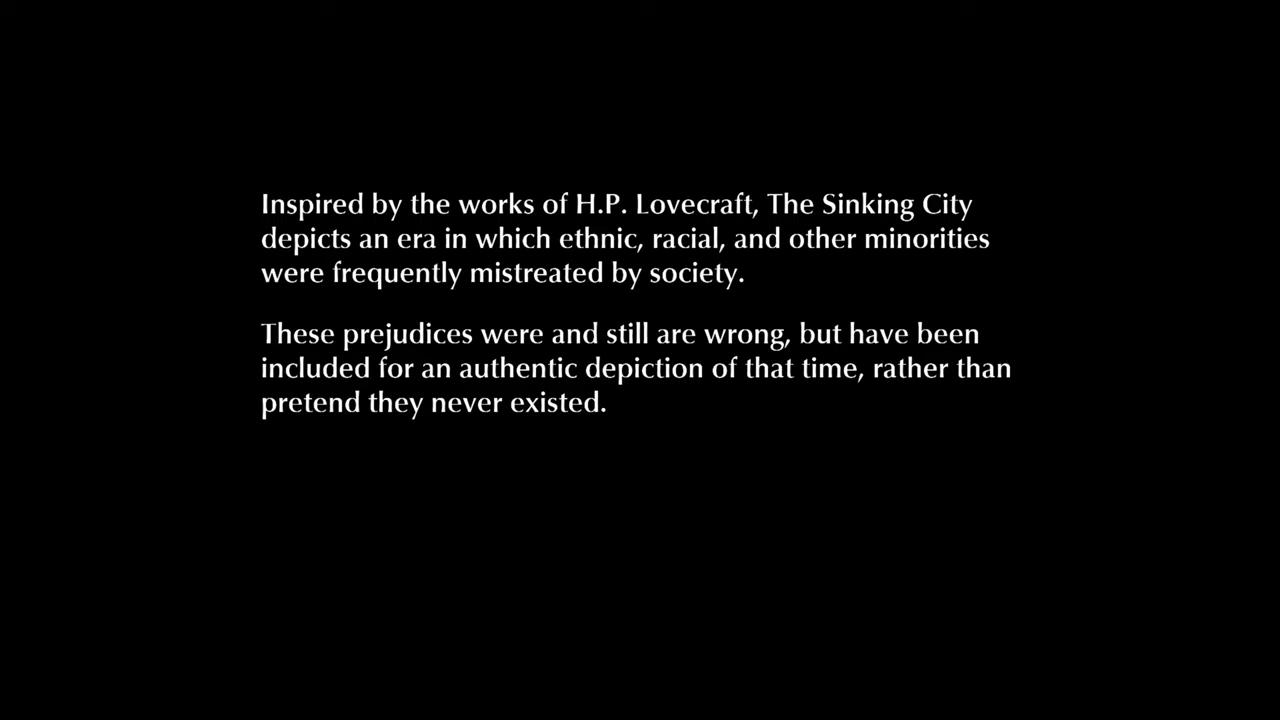 Inspired by the works of H.P. Lovecraft, The Sinking City
depicts an era in which ethnic, racial, and other minorities
were frequently mistreated by society.
These prejudices were and still are wrong, but have been
included for an authentic depiction of that time, rather than
pretend they never existed.